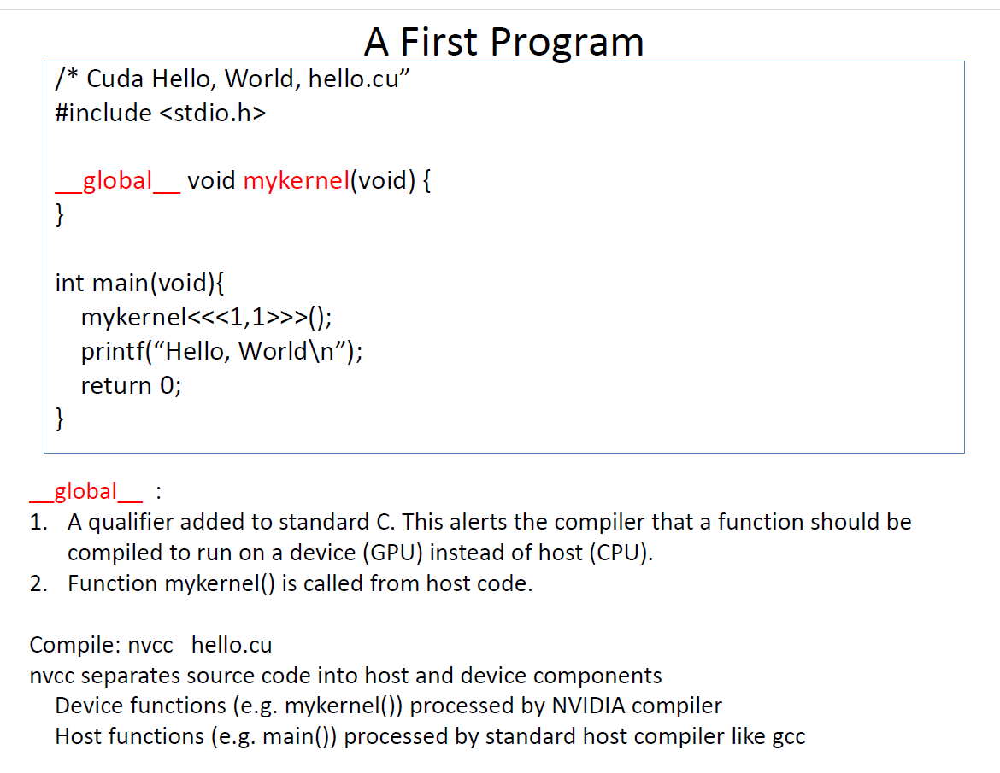 A First Program
/* Cuda Hello, World, hello.cu”
#include <stdio.h>
__global__ void mykernel(void) {
}
int main(void){
mykernel<<<1,1>>>();
printf(“Hello, World\n”);
return 0;
}
__global__ :
1. A qualifier added to standard C. This alerts the compiler that a function should be
compiled to run on a device (GPU) instead of host (CPU).
2. Function mykernel() is called from host code.
Compile: nvcc hello.cu
nvcc separates source code into host and device components
Device functions (e.g. mykernel()) processed by NVIDIA compiler
Host functions (e.g. main()) processed by standard host compiler like gcc